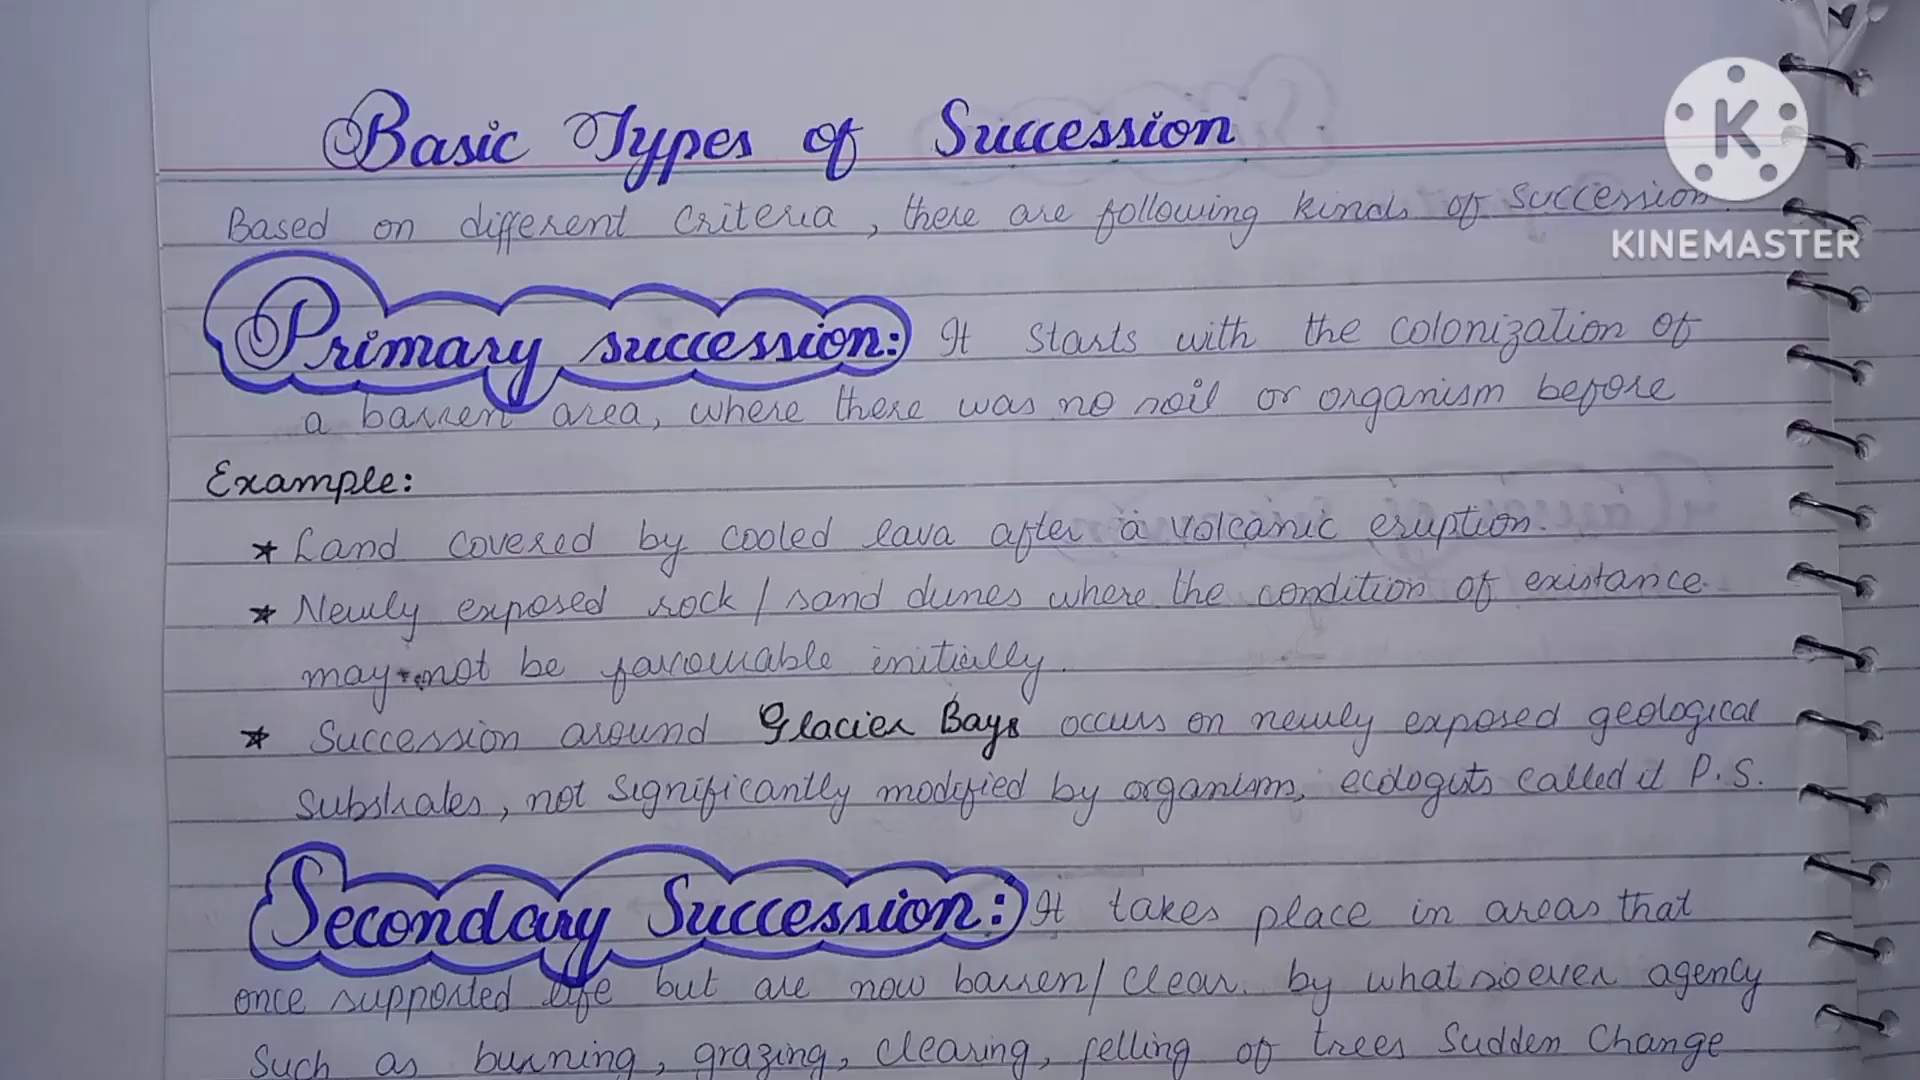 Basic Types of Succession
Based on different criteria, there are following kinds of succession.
Primary succession: It starts with the colonization of
a barren area, where there was no soil or organism before
Example:
* Land covered by cooled lava after a volcanic eruption.
* Newly exposed rock / sand dunes where the condition of existance
may not be favourable initially.
* Succession around Glacier Bays occurs on newly exposed geological
substrates, not significantly modified by organism, ecologists called it P.S.
Secondary Succession: It takes place in areas that
once supported life but are now barren / clear. by whatsoever agency
such as burning, grazing, clearing, felling of trees Sudden Change
K
KINEMASTER